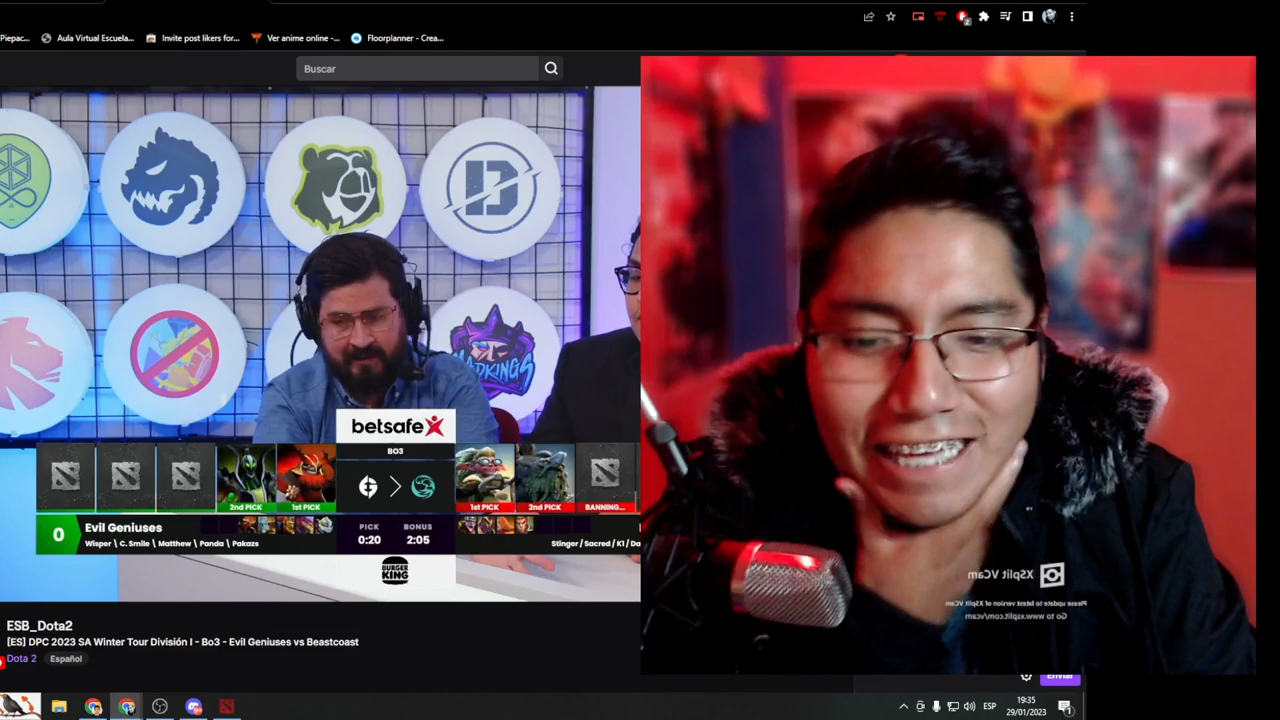 Piepac...
Aula Virtual Escuela...
Invite post likers for...
Ver anime online -...
Floorplanner - Crea...
2
Buscar
MADKINGS
betsafe
BO3
2nd PICK
1st PICK
1st PICK
2nd PICK
BANNING...
0
Evil Geniuses
PICK
BONUS
0:20
2:05
Wisper \ C. Smile \ Matthew \ Panda \ Pakazs
Stinger / Sacred / K1 / Da
BURGER
KING
XSplit VCam
Please update to latest version of XSplit VCam
Go to www.xsplit.com/vcam
ESB_Dota2
[ES] DPC 2023 SA Winter Tour División I - Bo3 - Evil Geniuses vs Beastcoast
Dota 2
Español
Enviar
ESP
19:35
29/01/2023
1